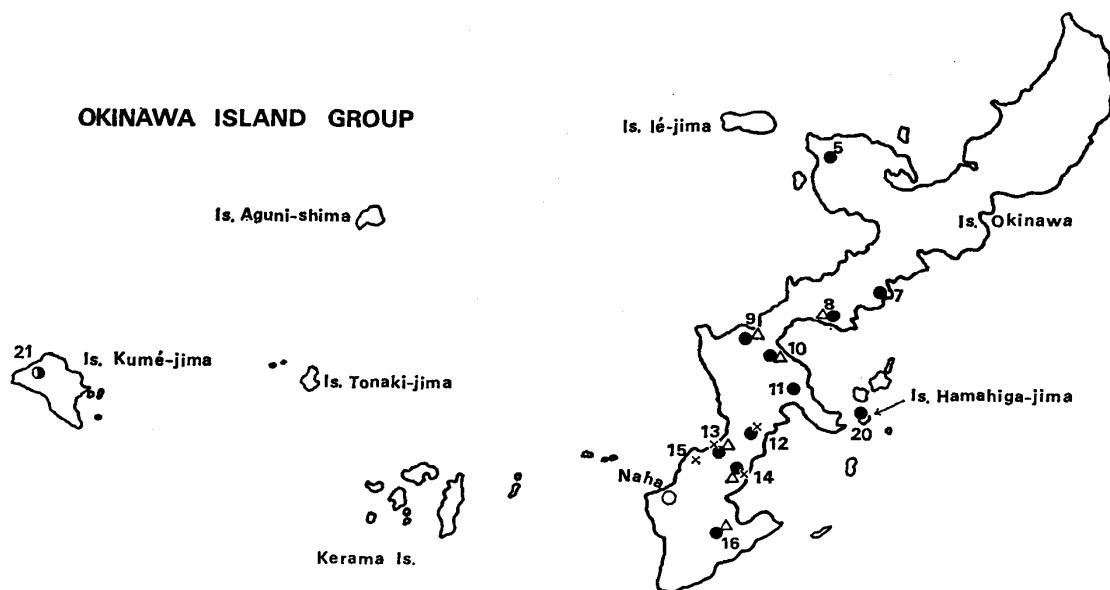 OKINAWA ISLAND GROUP
Is. Ié-jima
5
Is. Aguni-shima
Is. Okinawa
7
8
9
10
21
Is. Kumé-jima
Is. Tonaki-jima
11
Is. Hamahiga-jima
20
12
13
15
14
Naha
16
Kerama Is.